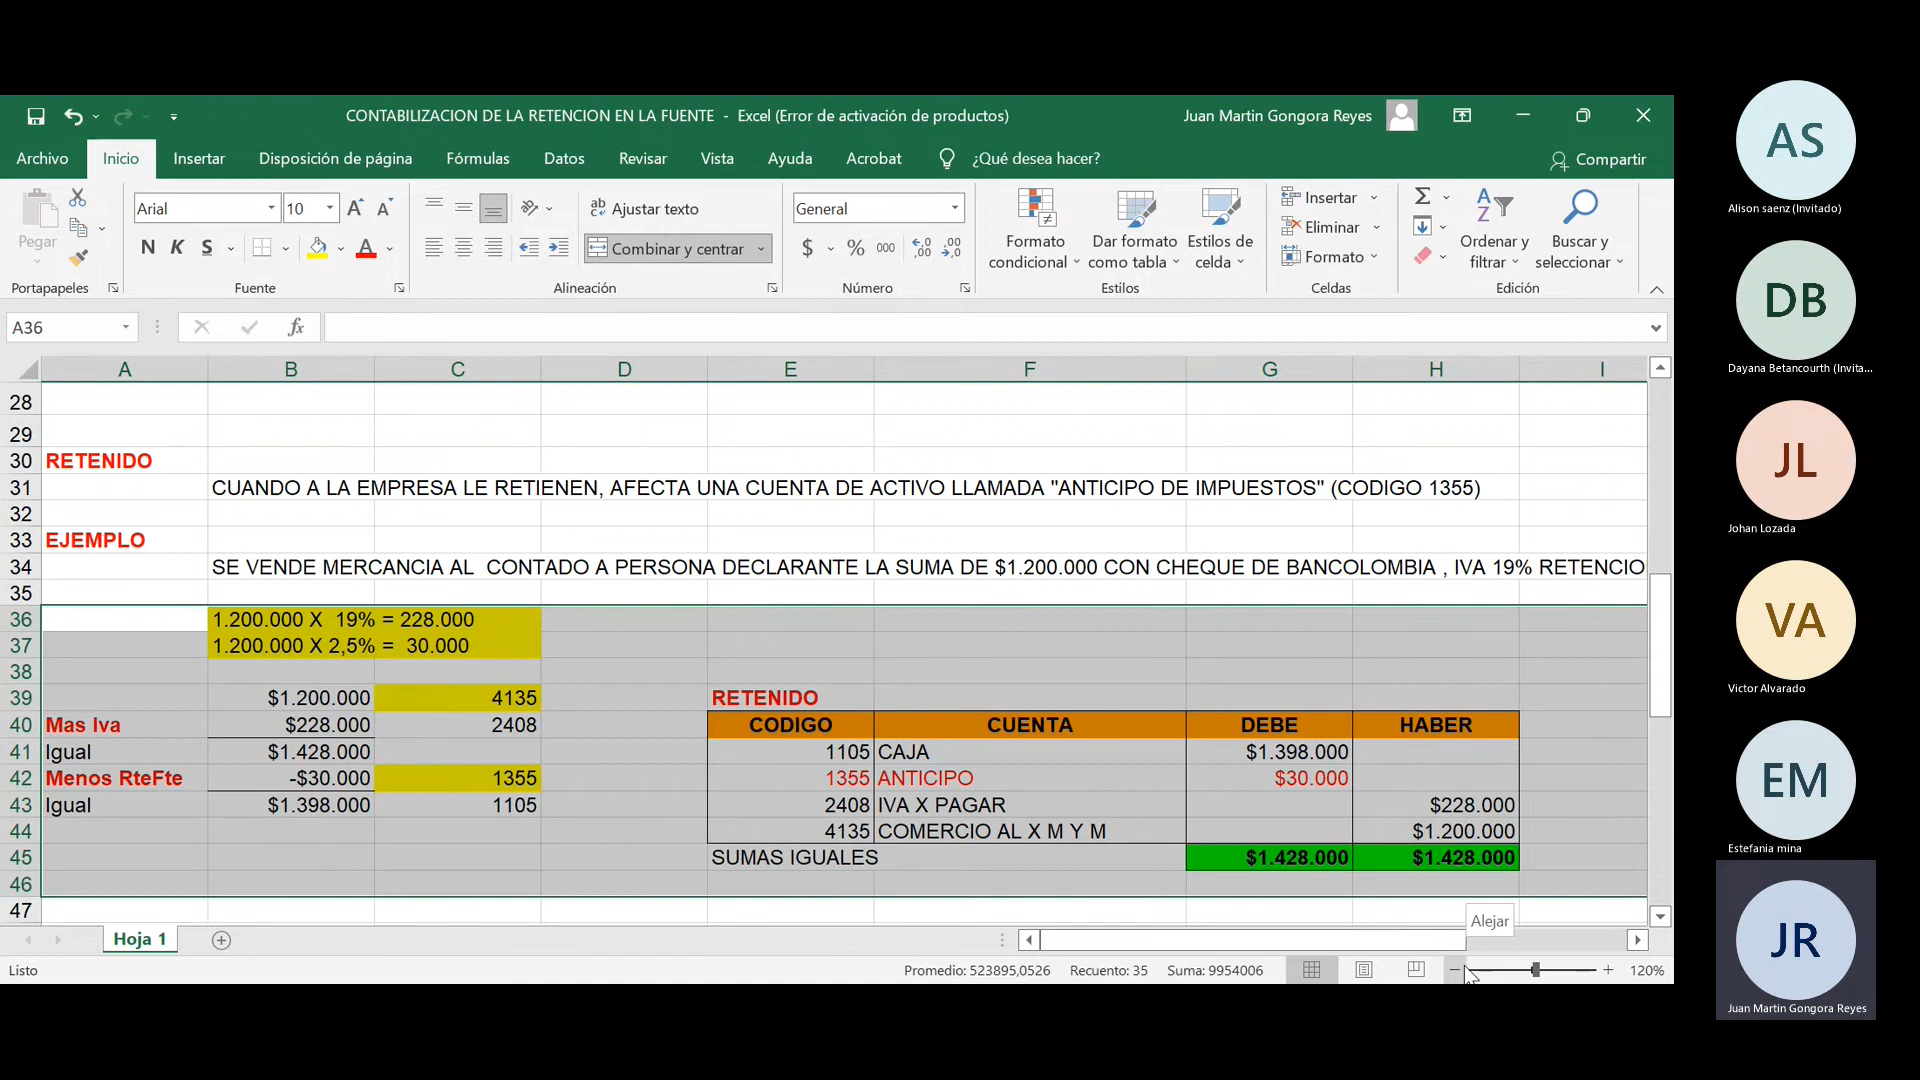 CONTABILIZACION DE LA RETENCION EN LA FUENTE - Excel (Error de activación de productos)
Juan Martin Gongora Reyes
Archivo Inicio Insertar Disposición de página Fórmulas Datos Revisar Vista Ayuda Acrobat ¿Qué desea hacer? Compartir
Pegar
Portapapeles
Arial 10
N K S
Fuente
Ajustar texto
Combinar y centrar
Alineación
General
$ % 000
Número
Formato condicional
Dar formato como tabla
Estilos de celda
Estilos
Insertar
Eliminar
Formato
Celdas
Ordenar y filtrar
Buscar y seleccionar
Edición
A36 fx
A B C D E F G H I
28
29
30 RETENIDO
31 CUANDO A LA EMPRESA LE RETIENEN, AFECTA UNA CUENTA DE ACTIVO LLAMADA "ANTICIPO DE IMPUESTOS" (CODIGO 1355)
32
33 EJEMPLO
34 SE VENDE MERCANCIA AL CONTADO A PERSONA DECLARANTE LA SUMA DE $1.200.000 CON CHEQUE DE BANCOLOMBIA , IVA 19% RETENCIO
35
36 1.200.000 X 19% = 228.000
37 1.200.000 X 2,5% = 30.000
38
39 $1.200.000 4135 RETENIDO
40 Mas Iva $228.000 2408 CODIGO CUENTA DEBE HABER
41 Igual $1.428.000 1105 CAJA $1.398.000
42 Menos RteFte -$30.000 1355 1355 ANTICIPO $30.000
43 Igual $1.398.000 1105 2408 IVA X PAGAR $228.000
44 4135 COMERCIO AL X M Y M $1.200.000
45 SUMAS IGUALES $1.428.000 $1.428.000
46
47
Alejar
Hoja 1
Listo Promedio: 523895,0526 Recuento: 35 Suma: 9954006 120%
AS
Alison saenz (Invitado)
DB
Dayana Betancourth (Invita...
JL
Johan Lozada
VA
Victor Alvarado
EM
Estefania mina
JR
Juan Martin Gongora Reyes